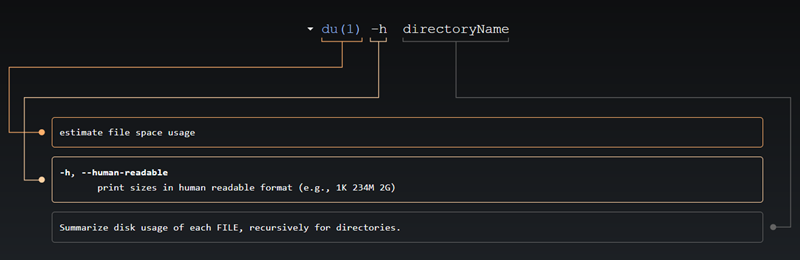 du(1) -h directoryName
estimate file space usage
-h, --human-readable
print sizes in human readable format (e.g., 1K 234M 2G)
Summarize disk usage of each FILE, recursively for directories.